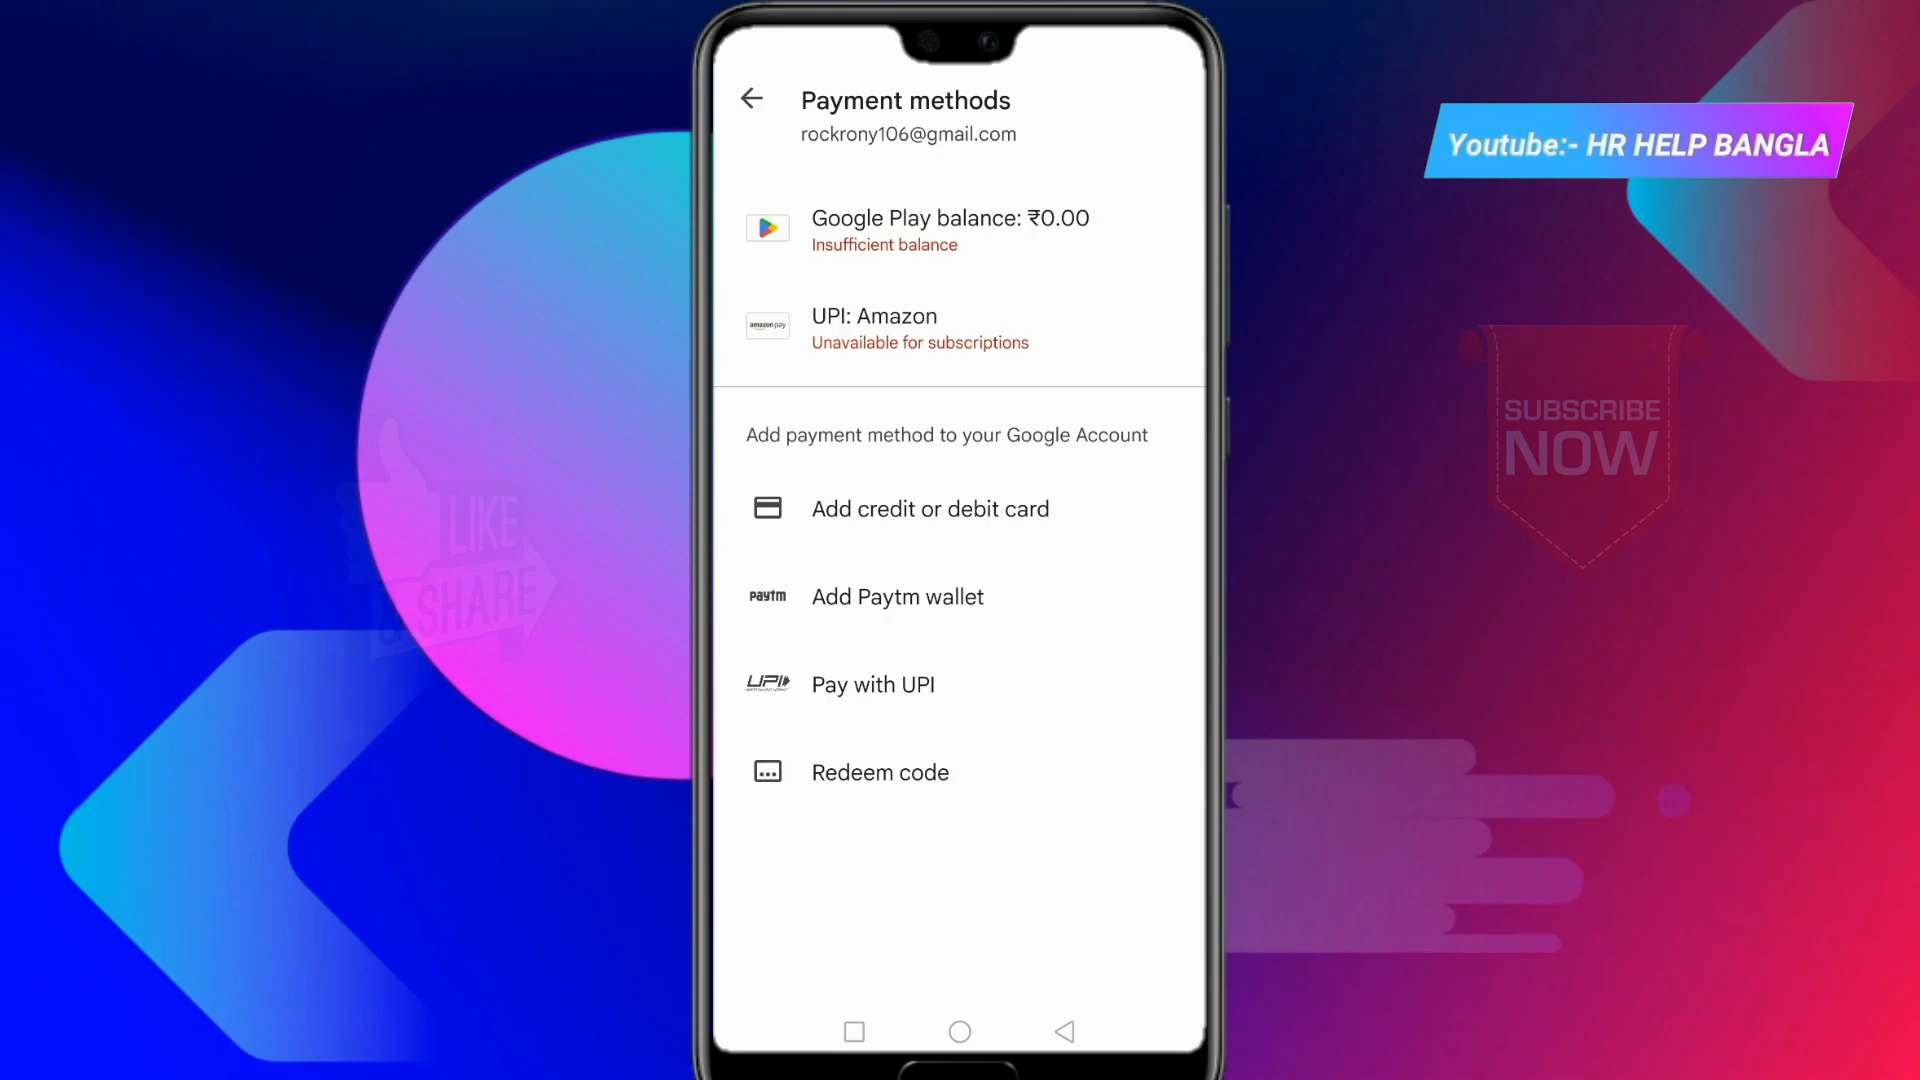 Payment methods
rockrony106@gmail.com
Youtube:- HR HELP BANGLA
Google Play balance: ₹0.00
Insufficient balance
amazon pay
UPI: Amazon
Unavailable for subscriptions
Add payment method to your Google Account
SUBSCRIBE
NOW
LIKE
& SHARE
Add credit or debit card
paytm
Add Paytm wallet
UPI
Pay with UPI
Redeem code